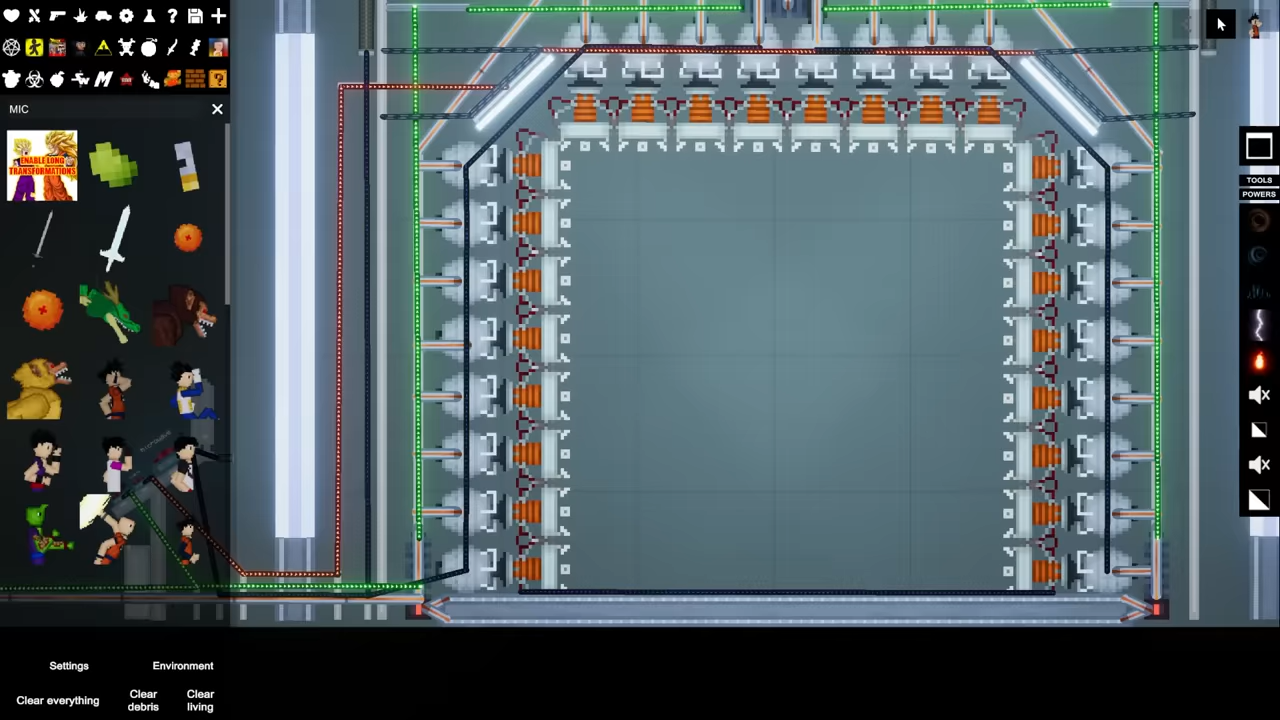 MIC
ENABLE LONG
TRANSFORMATIONS
TOOLS
POWERS
Settings
Environment
Clear everything
Clear debris
Clear living